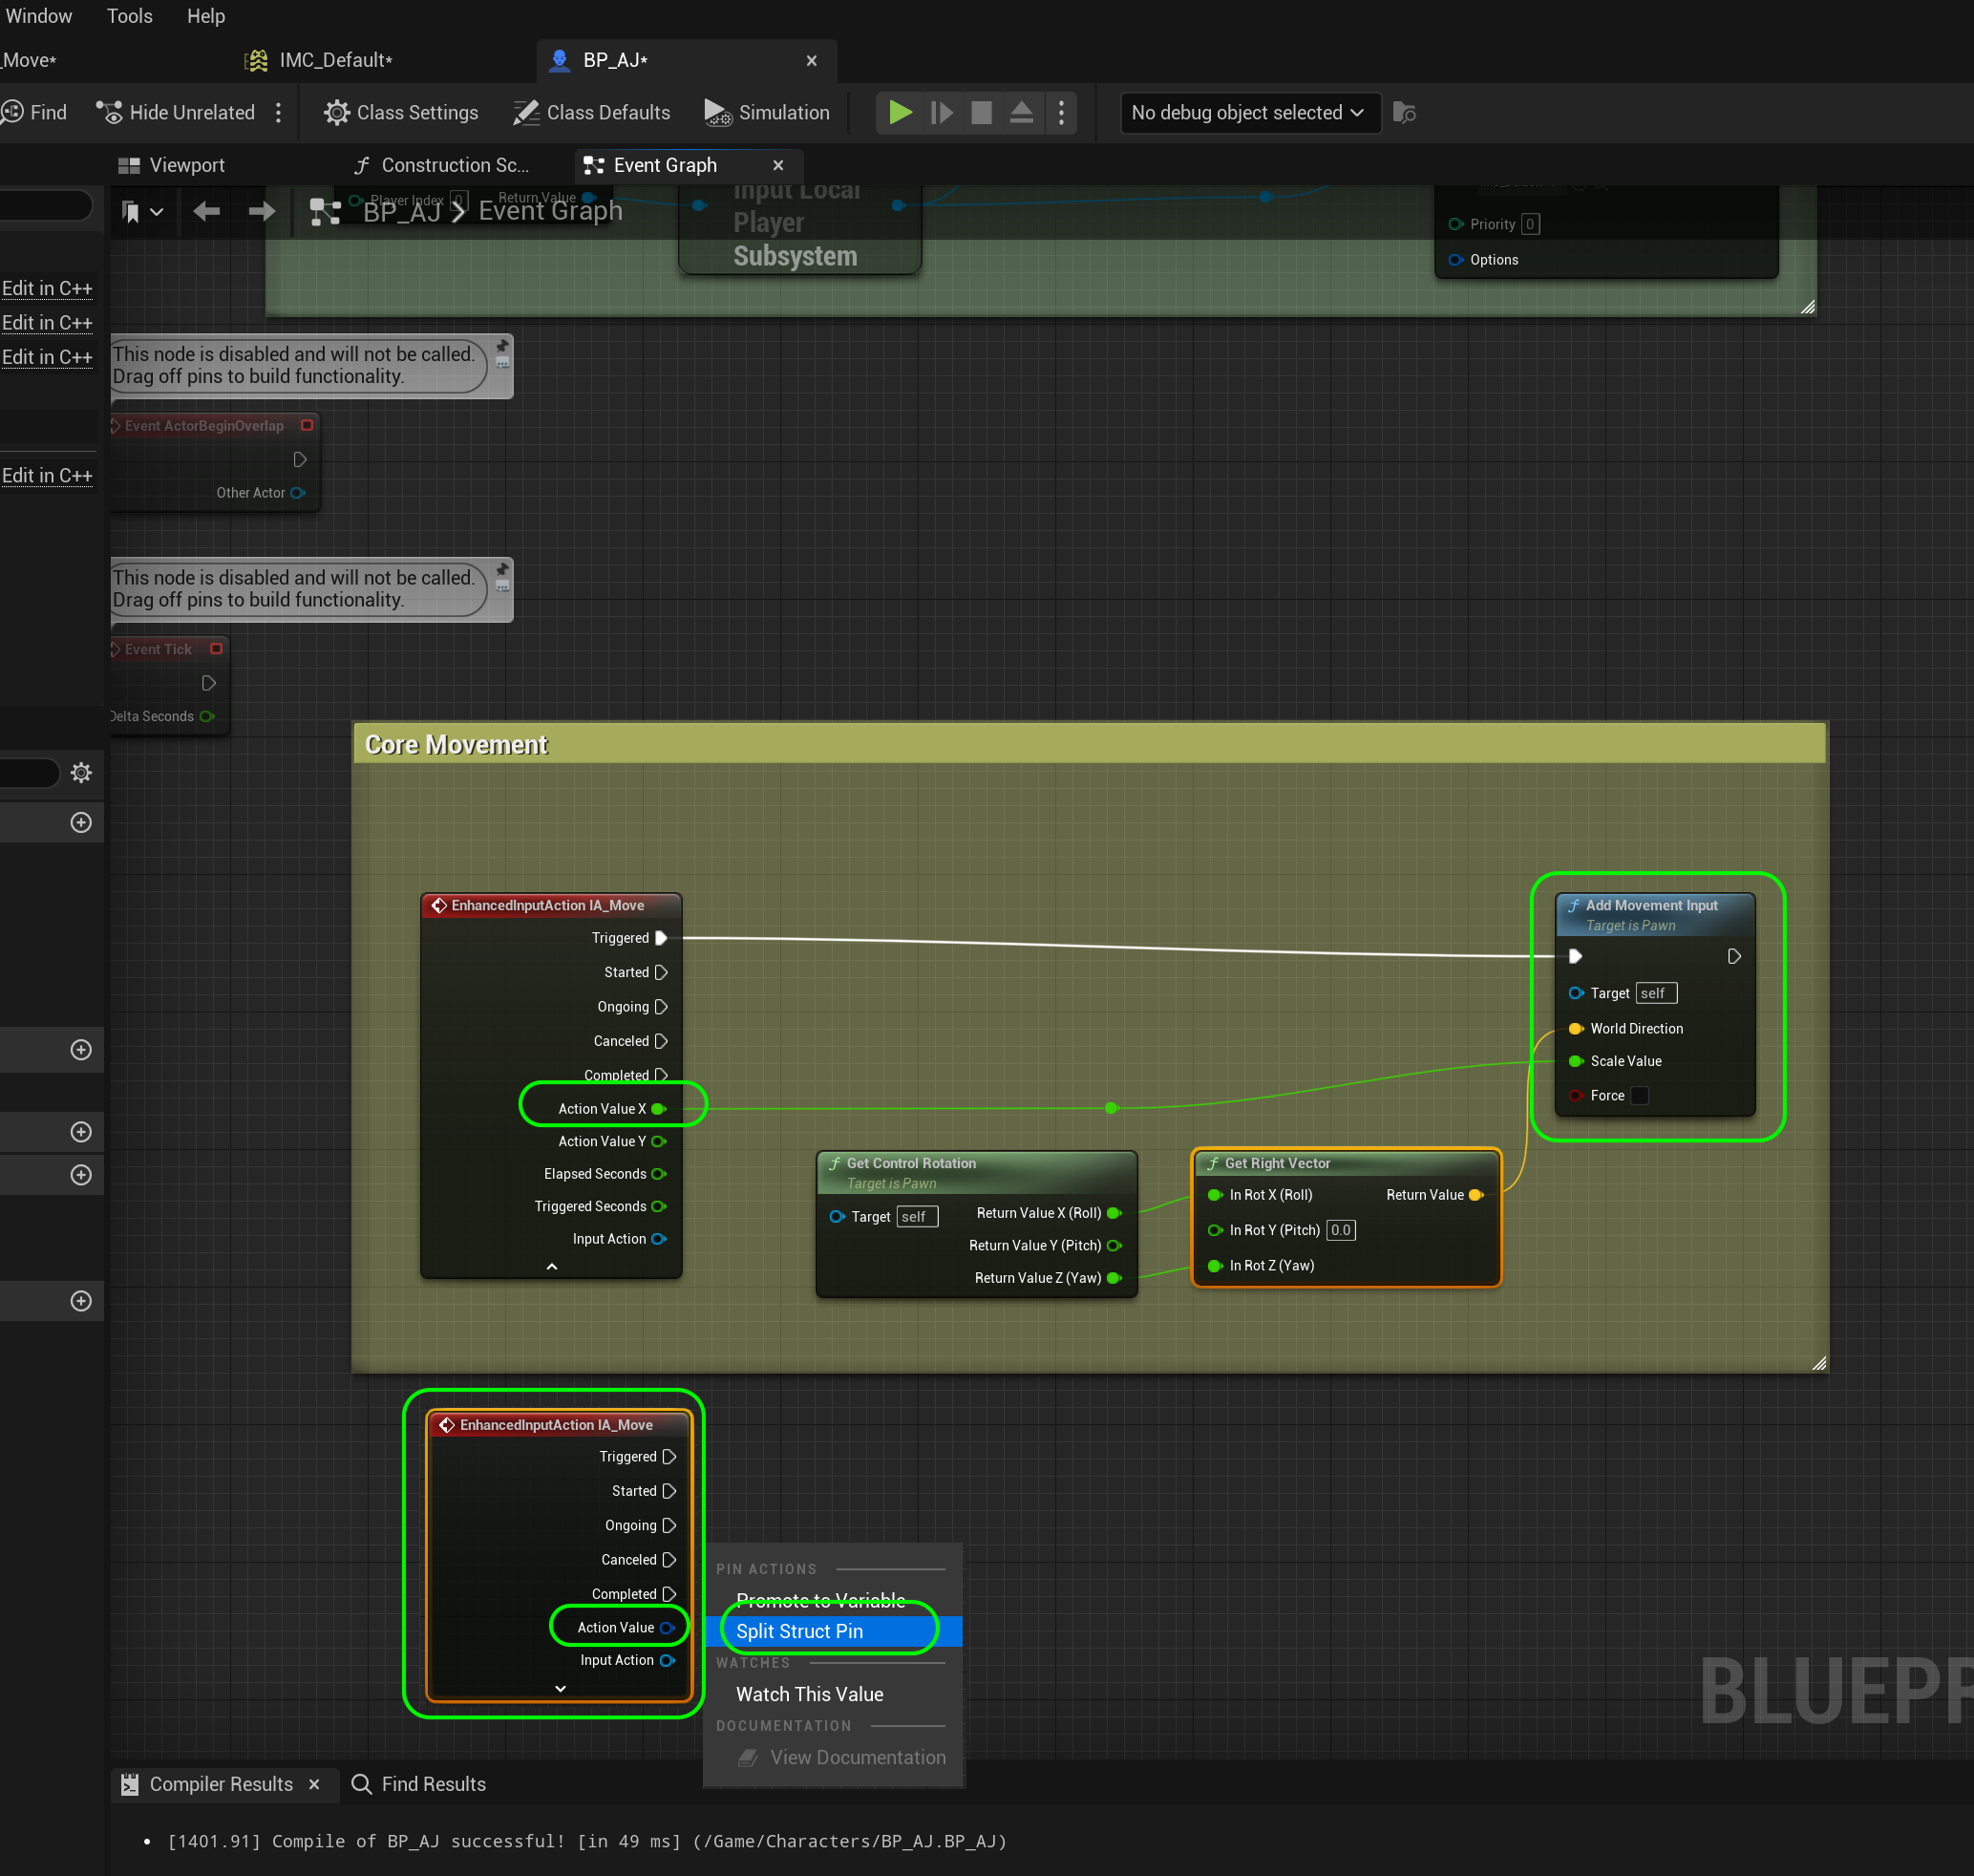 Window Tools Help
_Move* IMC_Default* BP_AJ*
Find Hide Unrelated Class Settings Class Defaults Simulation No debug object selected
Viewport Construction Sc... Event Graph
Player Index 0 Return Value
BP_AJ > Event Graph
Input Local
Player
Subsystem
Priority 0
Options
Edit in C++
Edit in C++
Edit in C++
Edit in C++
This node is disabled and will not be called.
Drag off pins to build functionality.
Event ActorBeginOverlap
Other Actor
This node is disabled and will not be called.
Drag off pins to build functionality.
Event Tick
Delta Seconds
Core Movement
EnhancedInputAction IA_Move
Triggered
Started
Ongoing
Canceled
Completed
Action Value X
Action Value Y
Elapsed Seconds
Triggered Seconds
Input Action
Get Control Rotation
Target is Pawn
Target self
Return Value X (Roll)
Return Value Y (Pitch)
Return Value Z (Yaw)
Get Right Vector
In Rot X (Roll) Return Value
In Rot Y (Pitch) 0.0
In Rot Z (Yaw)
Add Movement Input
Target is Pawn
Target self
World Direction
Scale Value
Force
EnhancedInputAction IA_Move
Triggered
Started
Ongoing
Canceled
Completed
Action Value
Input Action
PIN ACTIONS
Promote to Variable
Split Struct Pin
WATCHES
Watch This Value
DOCUMENTATION
View Documentation
BLUEPR
Compiler Results Find Results
• [1401.91] Compile of BP_AJ successful! [in 49 ms] (/Game/Characters/BP_AJ.BP_AJ)